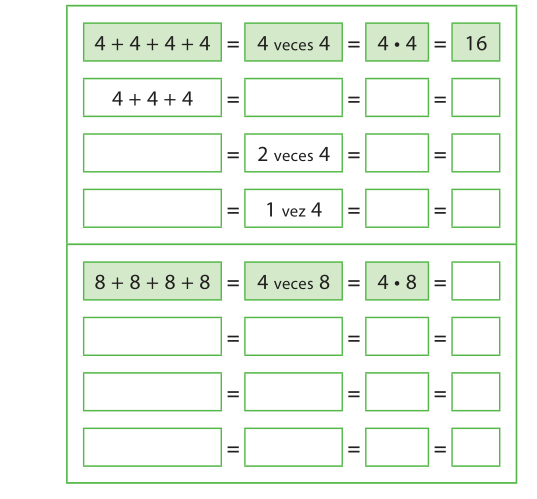 4 + 4 + 4 + 4 = 4 veces 4 = 4 • 4 = 16
4 + 4 + 4 = = =
= 2 veces 4 = =
= 1 vez 4 = =
8 + 8 + 8 + 8 = 4 veces 8 = 4 • 8 =
= = =
= = =
= = =